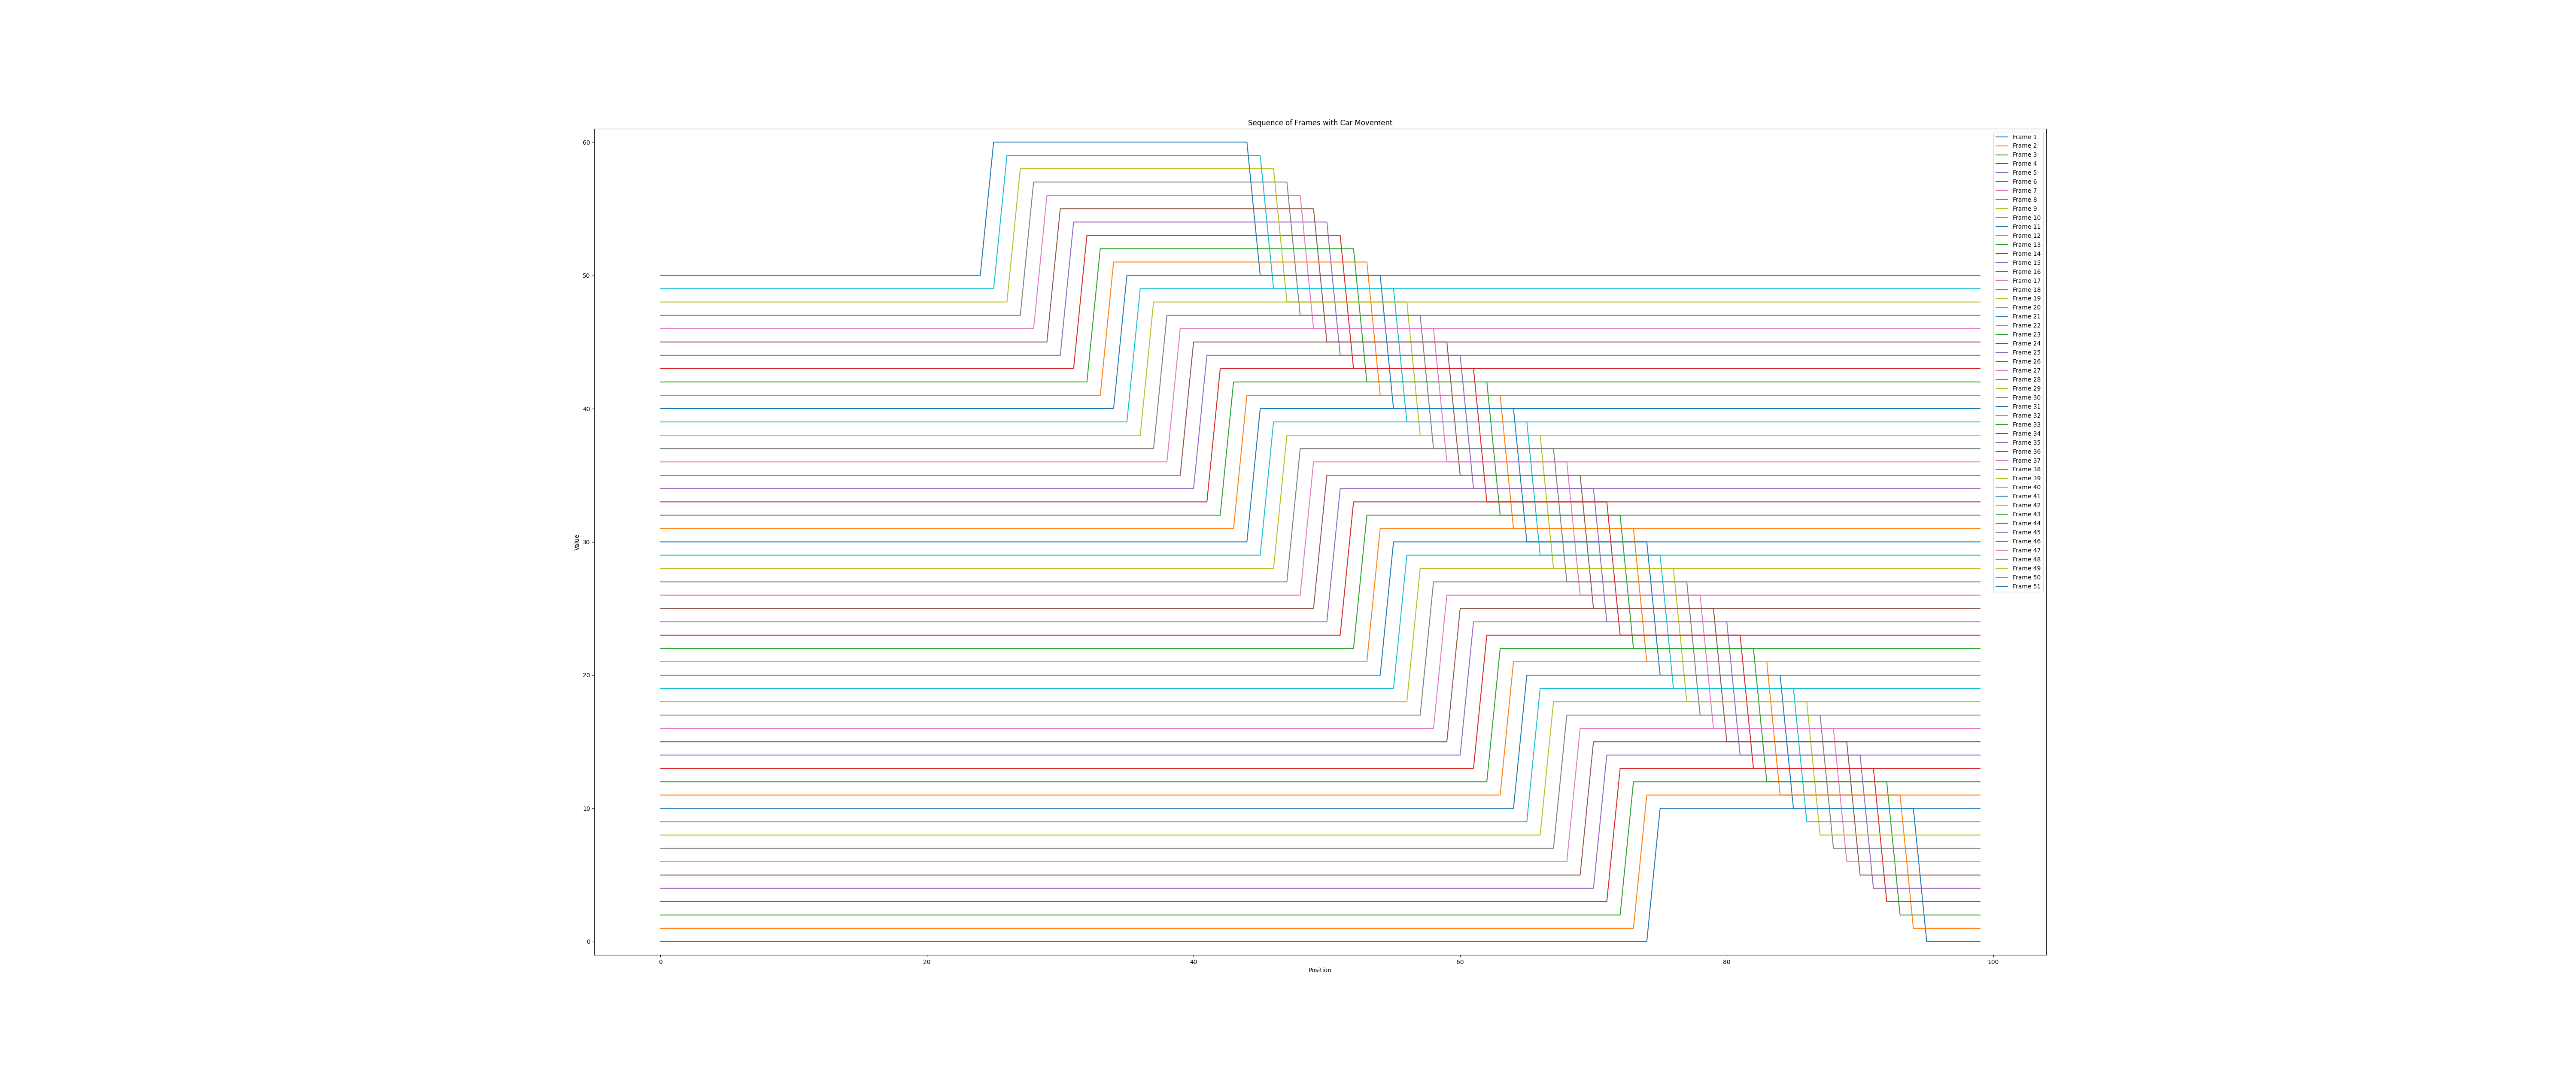 Sequence of Frames with Car Movement
60
50
40
30
20
10
0
Value
0
20
40
60
80
100
Position
Frame 1
Frame 2
Frame 3
Frame 4
Frame 5
Frame 6
Frame 7
Frame 8
Frame 9
Frame 10
Frame 11
Frame 12
Frame 13
Frame 14
Frame 15
Frame 16
Frame 17
Frame 18
Frame 19
Frame 20
Frame 21
Frame 22
Frame 23
Frame 24
Frame 25
Frame 26
Frame 27
Frame 28
Frame 29
Frame 30
Frame 31
Frame 32
Frame 33
Frame 34
Frame 35
Frame 36
Frame 37
Frame 38
Frame 39
Frame 40
Frame 41
Frame 42
Frame 43
Frame 44
Frame 45
Frame 46
Frame 47
Frame 48
Frame 49
Frame 50
Frame 51